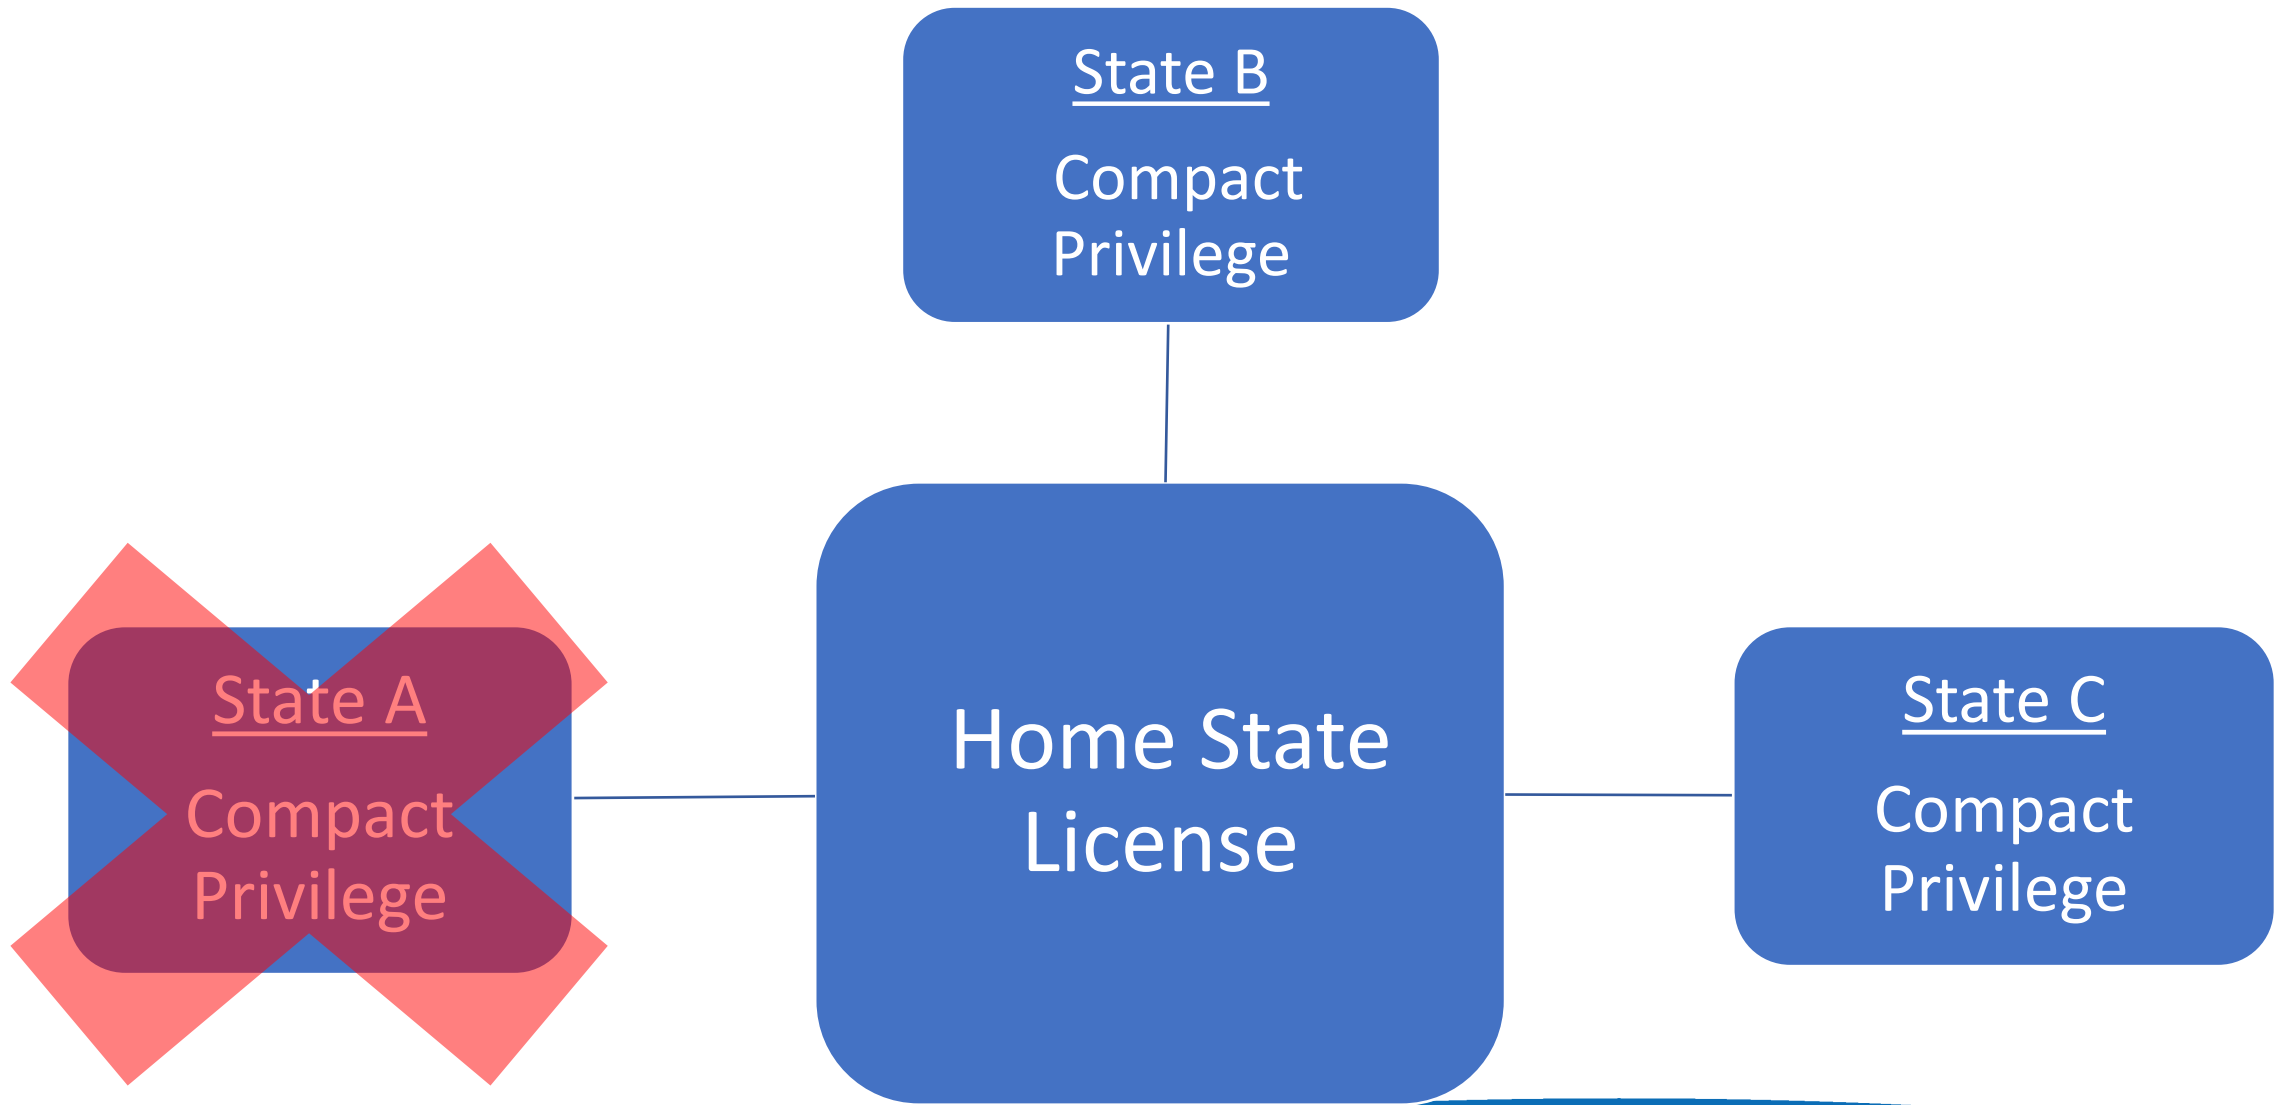 State B
Compact
Privilege
State A
Compact
Privilege
Home State
License
State C
Compact
Privilege